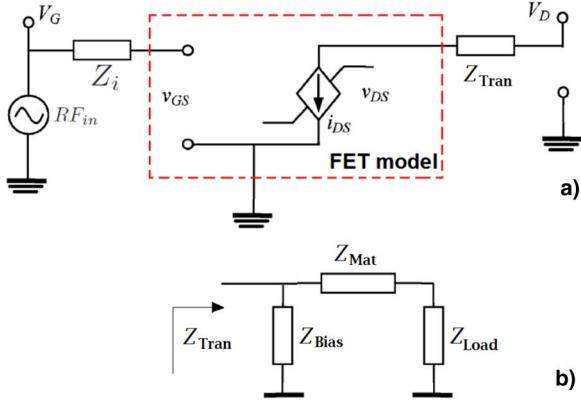 V_G
Z_i
RF_in
v_GS
v_DS
i_DS
FET model
Z_Tran
V_D
a)
Z_Mat
Z_Tran
Z_Bias
Z_Load
b)